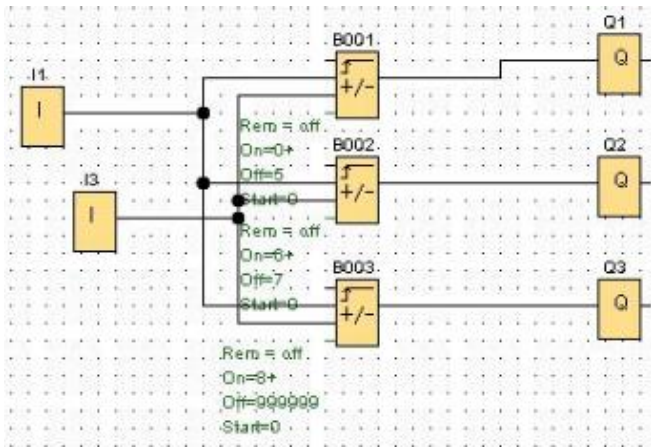 Q1
B001
I1
Q
I
+/-
Rem = off
On=0+
B002
Q2
Off=5
I3
Start=0
Q
I
+/-
Rem = off
On=6+
B003
Q3
Off=7
Start=0
Q
+/-
Rem = off
On=8+
Off=999999
Start=0